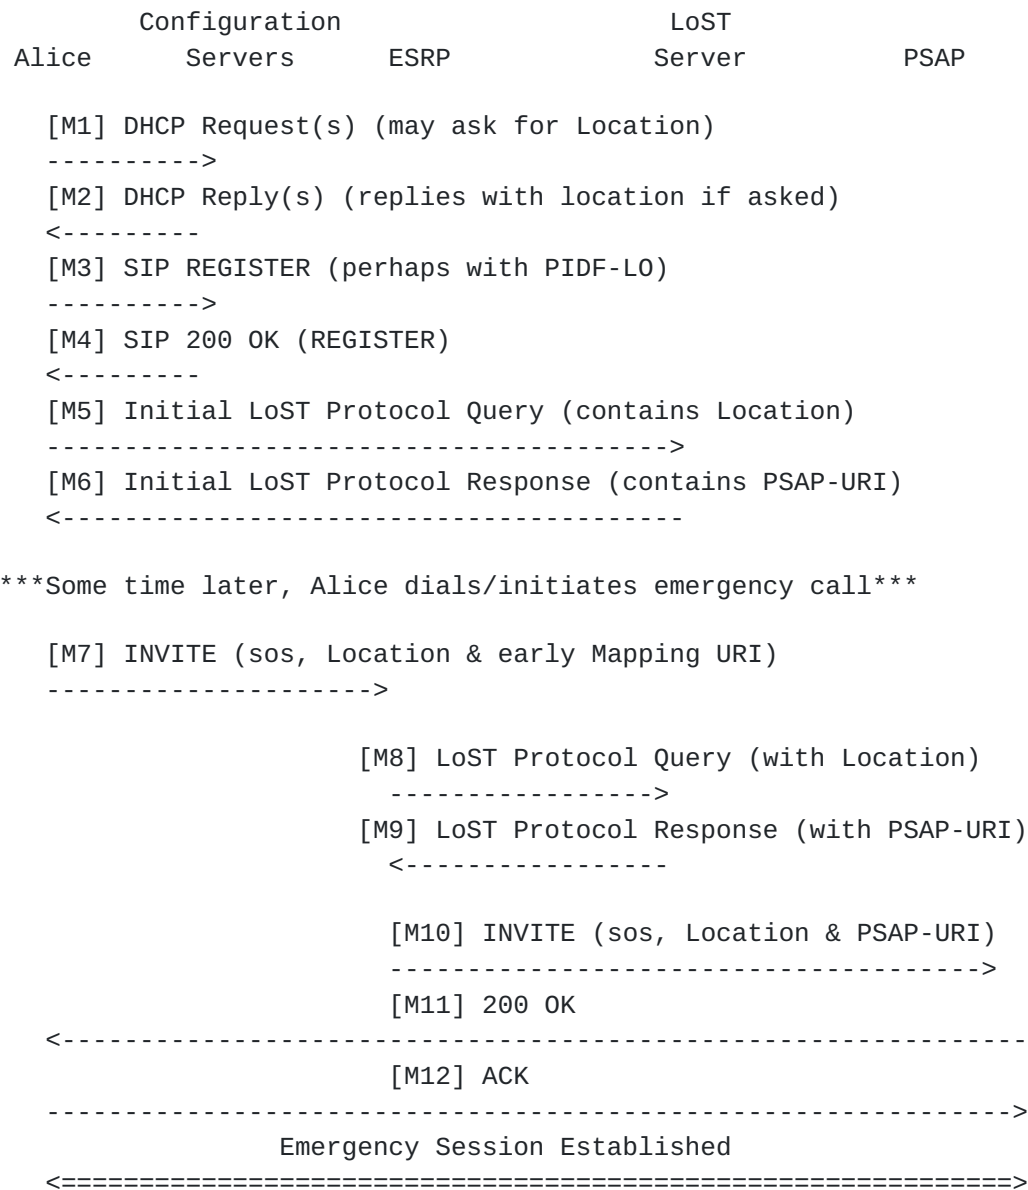 Configuration LoST
Alice Servers ESRP Server PSAP
[M1] DHCP Request(s) (may ask for Location)
---------->
[M2] DHCP Reply(s) (replies with location if asked)
<---------
[M3] SIP REGISTER (perhaps with PIDF-LO)
---------->
[M4] SIP 200 OK (REGISTER)
<---------
[M5] Initial LoST Protocol Query (contains Location)
---------------------------------------->
[M6] Initial LoST Protocol Response (contains PSAP-URI)
<----------------------------------------
***Some time later, Alice dials/initiates emergency call***
[M7] INVITE (sos, Location & early Mapping URI)
--------------------->
[M8] LoST Protocol Query (with Location)
----------------->
[M9] LoST Protocol Response (with PSAP-URI)
<-----------------
[M10] INVITE (sos, Location & PSAP-URI)
-------------------------------------->
[M11] 200 OK
<--------------------------------------------------------------
[M12] ACK
-------------------------------------------------------------->
Emergency Session Established
<=============================================================>